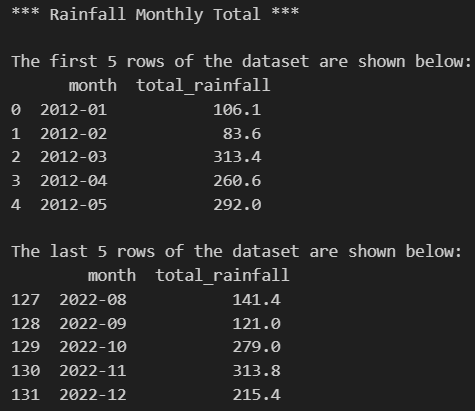 *** Rainfall Monthly Total ***
The first 5 rows of the dataset are shown below:
month total_rainfall
0 2012-01 106.1
1 2012-02 83.6
2 2012-03 313.4
3 2012-04 260.6
4 2012-05 292.0
The last 5 rows of the dataset are shown below:
month total_rainfall
127 2022-08 141.4
128 2022-09 121.0
129 2022-10 279.0
130 2022-11 313.8
131 2022-12 215.4